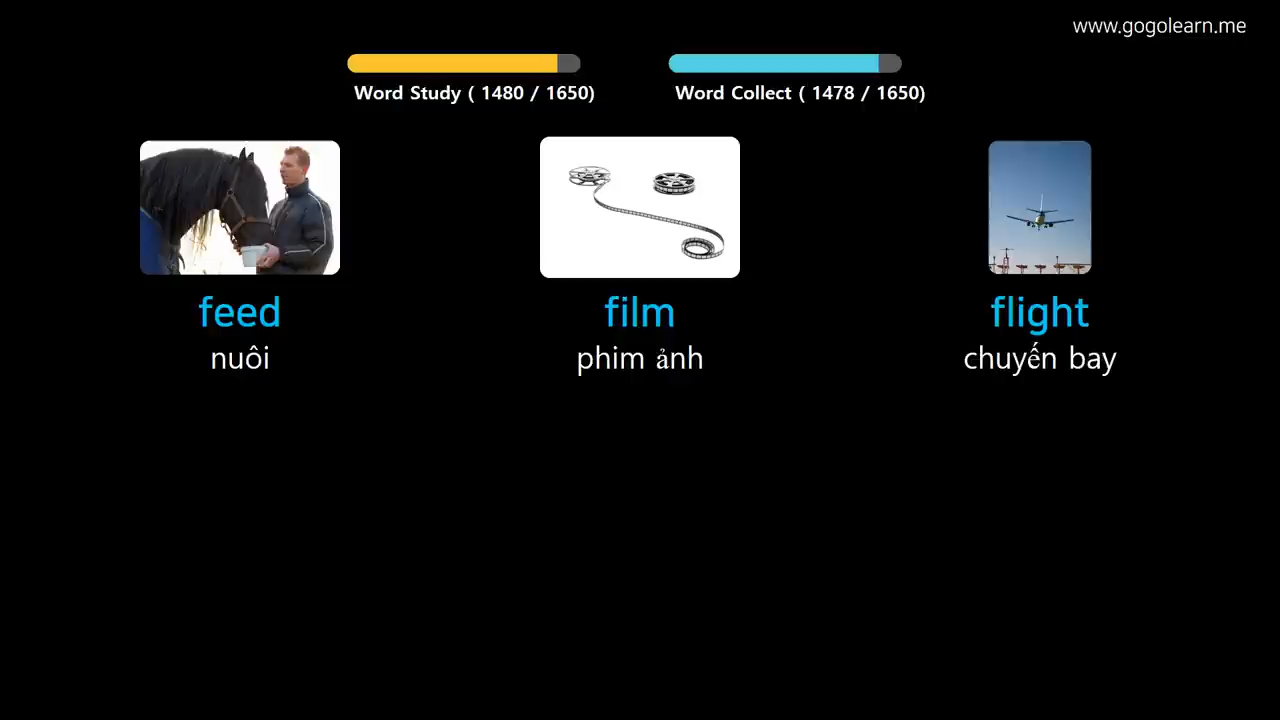 www.gogolearn.me
Word Study ( 1480 / 1650)
Word Collect ( 1478 / 1650)
feed
nuôi
film
phim ảnh
flight
chuyến bay